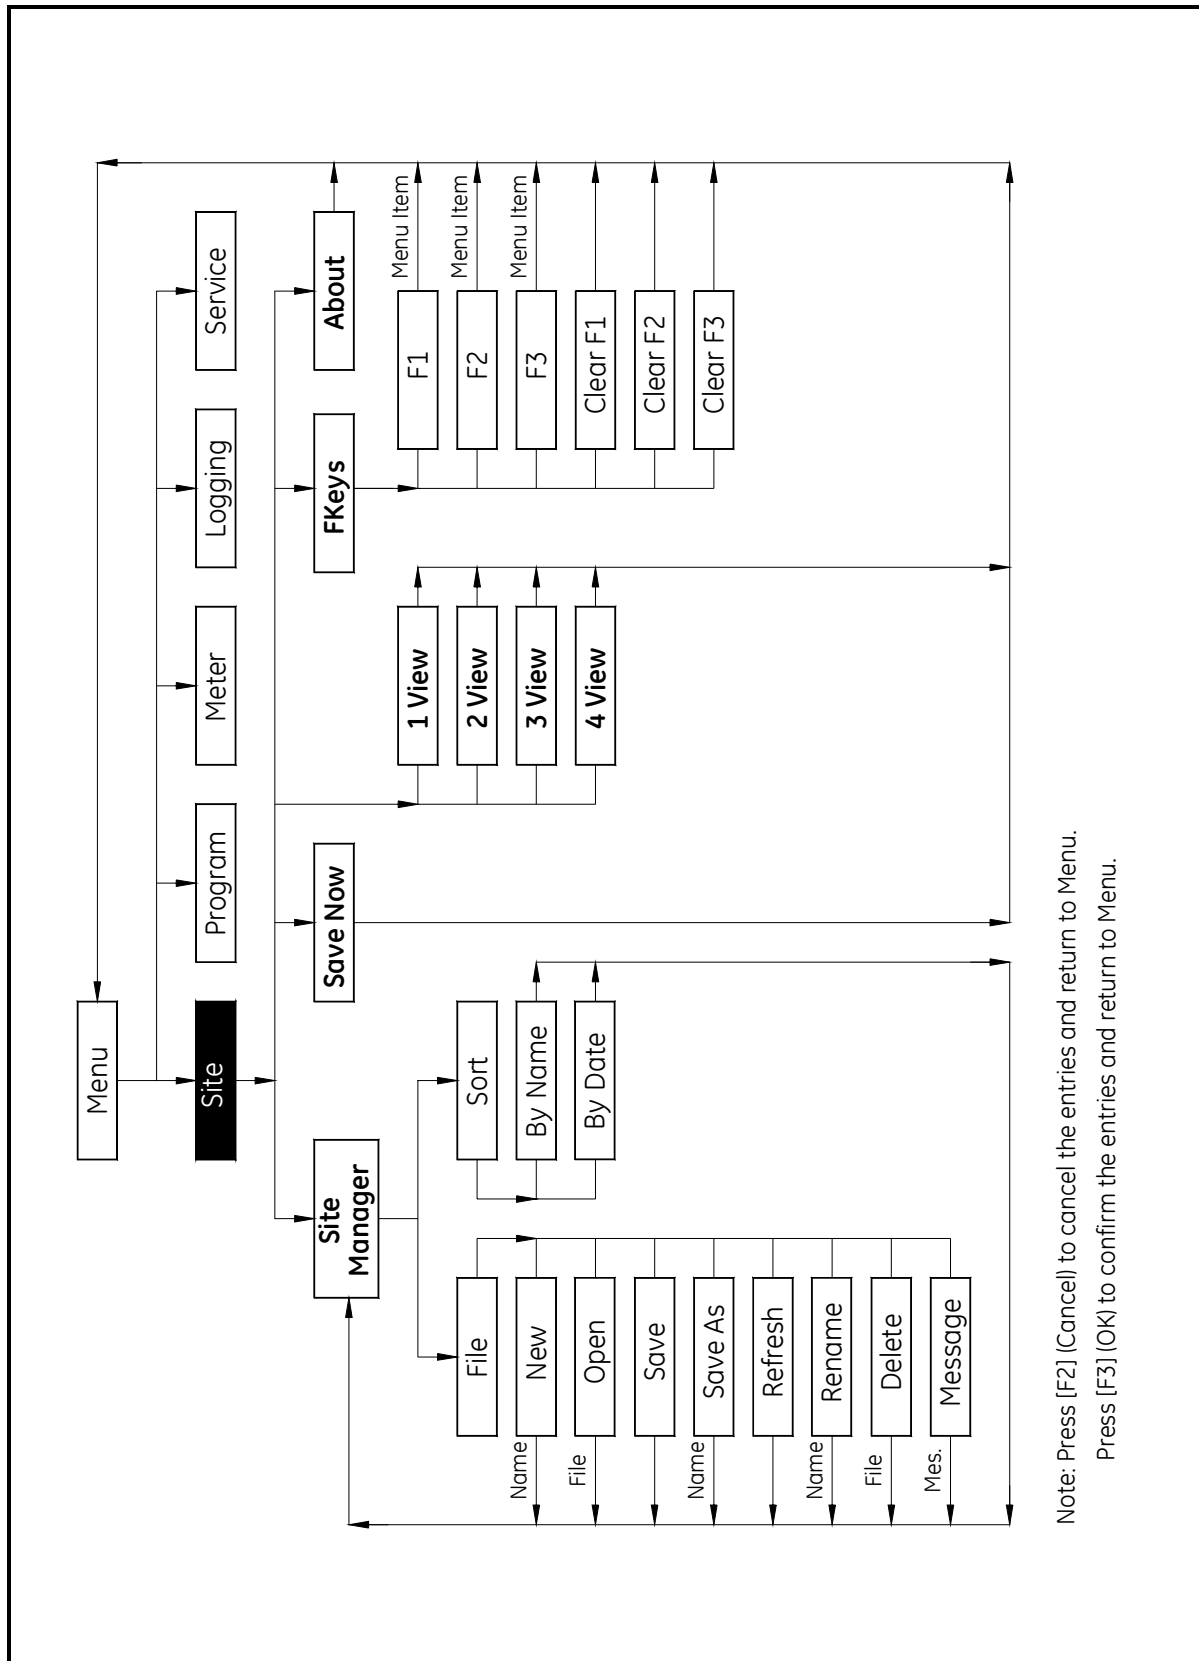 Menu
Site
Program
Meter
Logging
Service
Site
Manager
Save Now
FKeys
About
File
New
Name
Open
File
Save
Save As
Name
Refresh
Rename
Name
Delete
File
Message
Mes.
Sort
By Name
By Date
1 View
2 View
3 View
4 View
F1
Menu Item
F2
Menu Item
F3
Menu Item
Clear F1
Clear F2
Clear F3
Note: Press [F2] (Cancel) to cancel the entries and return to Menu.
Press [F3] (OK) to confirm the entries and return to Menu.